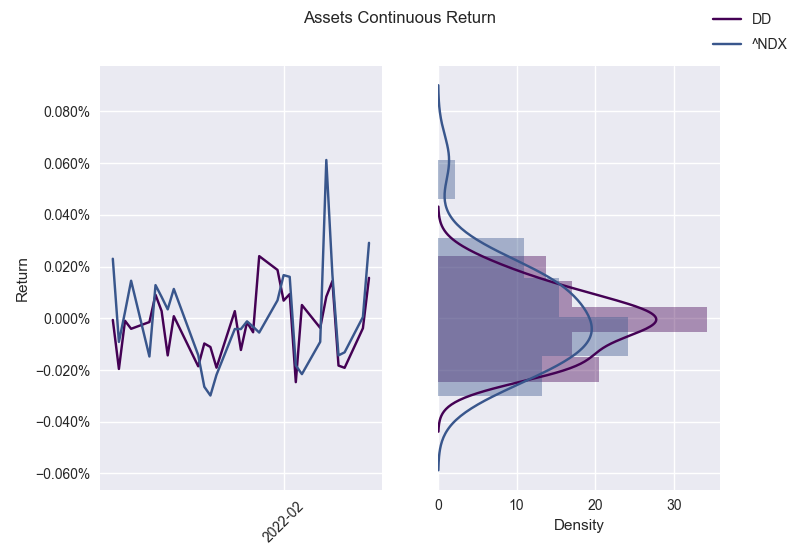 Assets Continuous Return
DD
^NDX
Return
0.080%
0.060%
0.040%
0.020%
0.000%
−0.020%
−0.040%
−0.060%
2022-02
0
10
20
30
Density